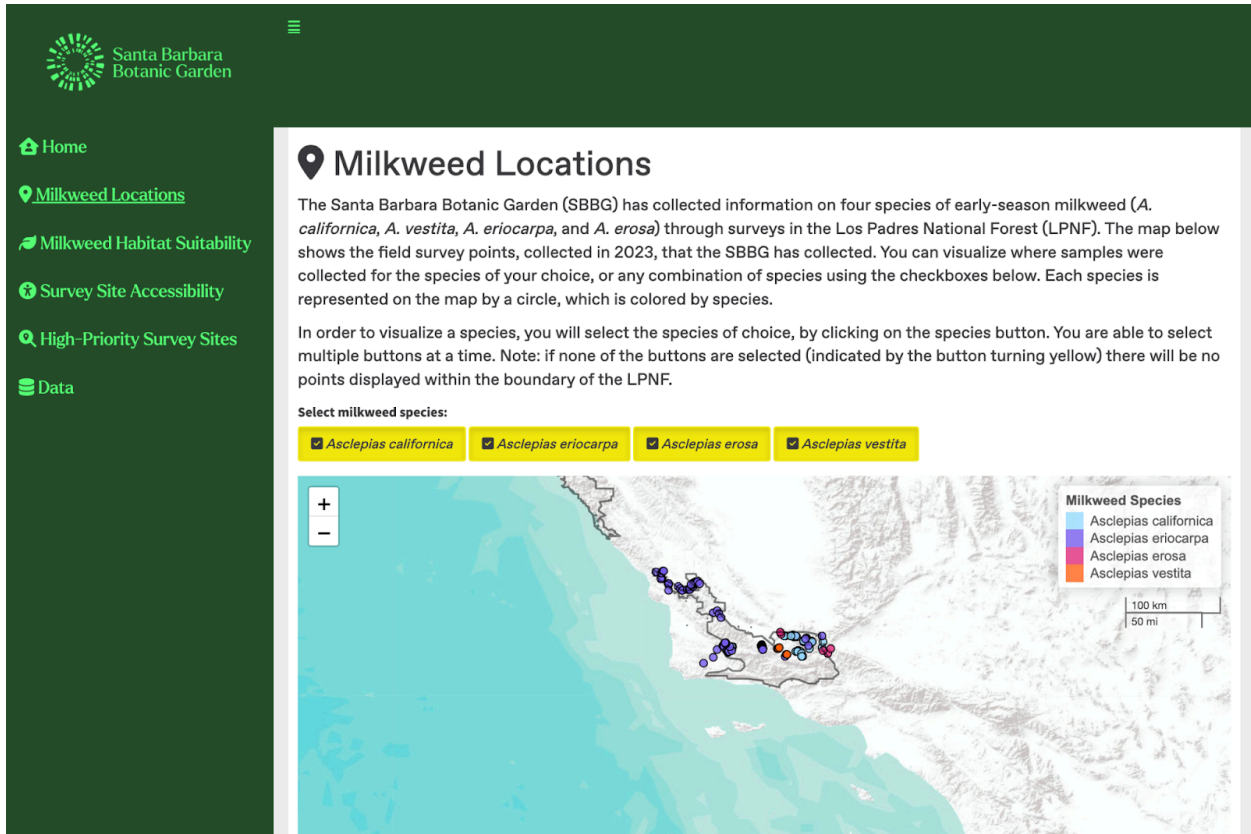 Santa Barbara
Botanic Garden
Home
Milkweed Locations
Milkweed Habitat Suitability
Survey Site Accessibility
High-Priority Survey Sites
Data
Milkweed Locations
The Santa Barbara Botanic Garden (SBBG) has collected information on four species of early-season milkweed (A.
californica, A. vestita, A. eriocarpa, and A. erosa) through surveys in the Los Padres National Forest (LPNF). The map below
shows the field survey points, collected in 2023, that the SBBG has collected. You can visualize where samples were
collected for the species of your choice, or any combination of species using the checkboxes below. Each species is
represented on the map by a circle, which is colored by species.
In order to visualize a species, you will select the species of choice, by clicking on the species button. You are able to select
multiple buttons at a time. Note: if none of the buttons are selected (indicated by the button turning yellow) there will be no
points displayed within the boundary of the LPNF.
Select milkweed species:
Asclepias californica Asclepias eriocarpa Asclepias erosa Asclepias vestita
+
−
Milkweed Species
Asclepias californica
Asclepias eriocarpa
Asclepias erosa
Asclepias vestita
100 km
50 mi